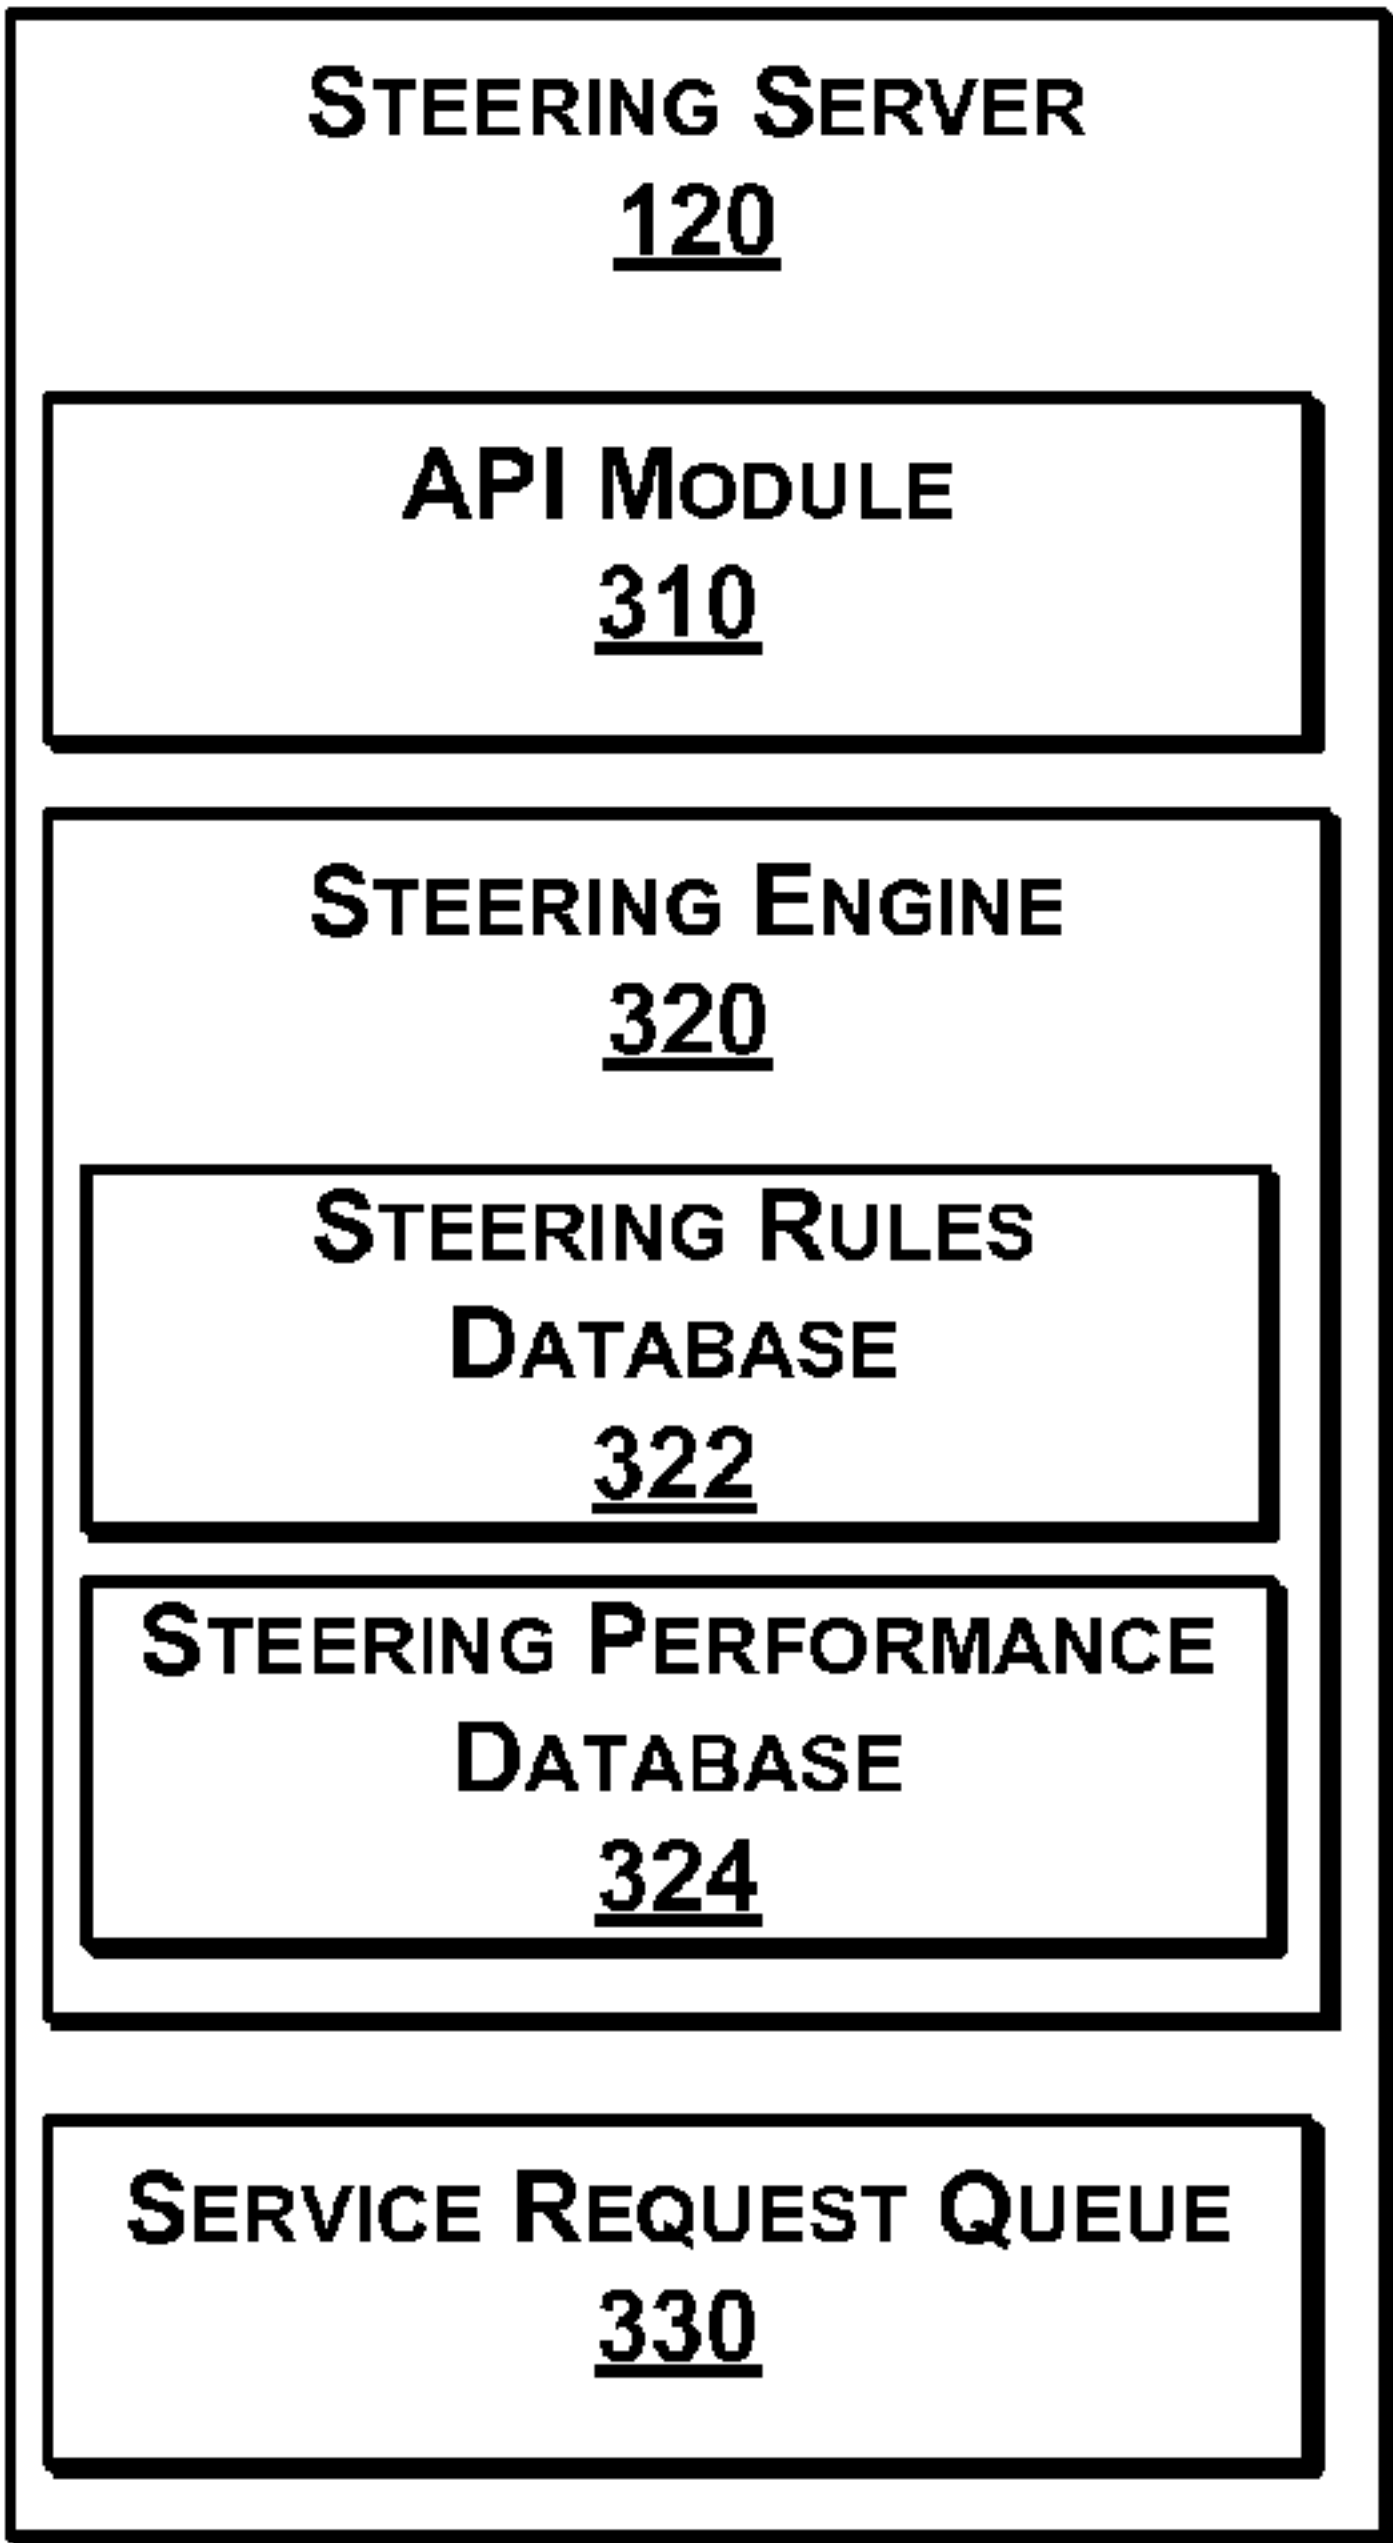 STEERING SERVER
120
API MODULE
310
STEERING ENGINE
320
STEERING RULES
DATABASE
322
STEERING PERFORMANCE
DATABASE
324
SERVICE REQUEST QUEUE
330